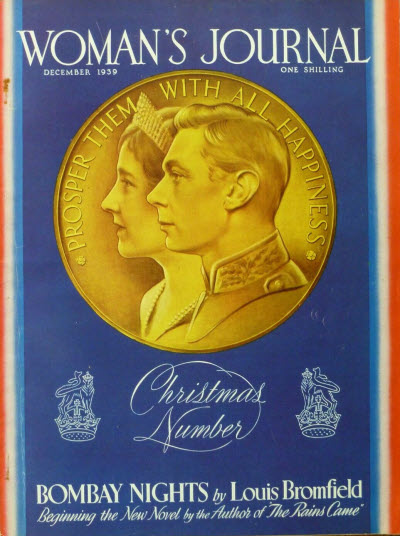 WOMAN'S JOURNAL
DECEMBER 1939 ONE SHILLING
PROSPER THEM WITH ALL HAPPINESS
Christmas
Number
BOMBAY NIGHTS by Louis Bromfield
Beginning the New Novel by the Author of "The Rains Came"